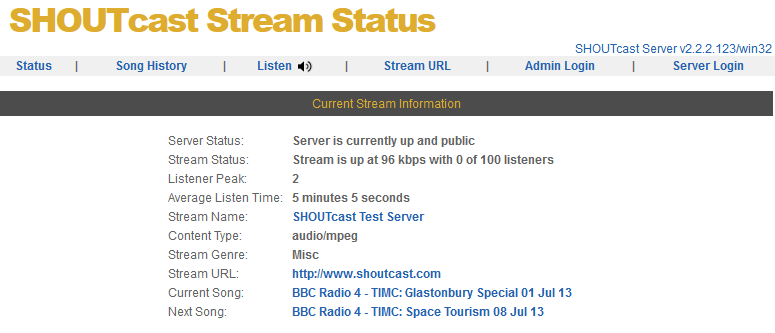 SHOUTcast Stream Status
SHOUTcast Server v2.2.2.123/win32
Status | Song History | Listen | Stream URL | Admin Login | Server Login
Current Stream Information
Server Status: Server is currently up and public
Stream Status: Stream is up at 96 kbps with 0 of 100 listeners
Listener Peak: 2
Average Listen Time: 5 minutes 5 seconds
Stream Name: SHOUTcast Test Server
Content Type: audio/mpeg
Stream Genre: Misc
Stream URL: http://www.shoutcast.com
Current Song: BBC Radio 4 - TIMC: Glastonbury Special 01 Jul 13
Next Song: BBC Radio 4 - TIMC: Space Tourism 08 Jul 13